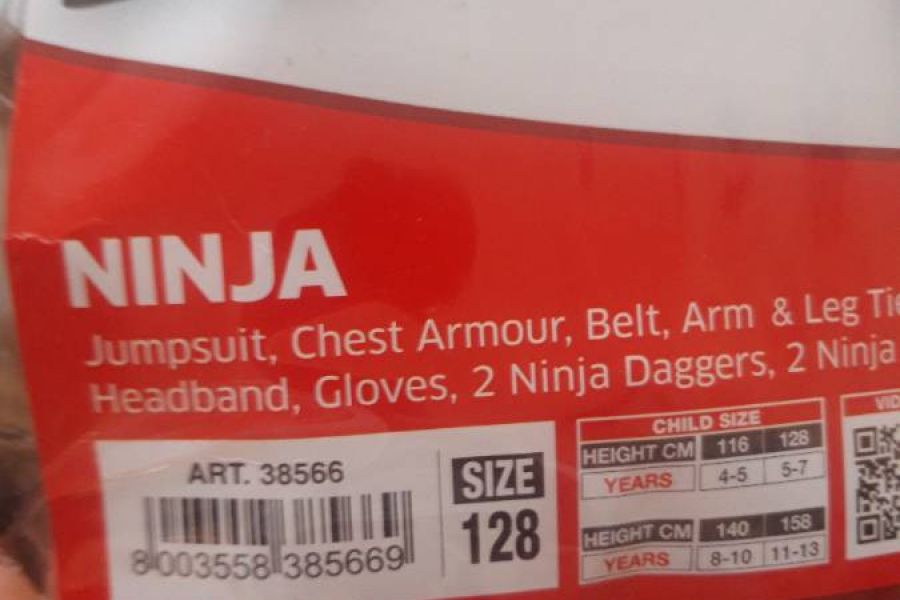 NINJA
Jumpsuit, Chest Armour, Belt, Arm & Leg Tie
Headband, Gloves, 2 Ninja Daggers, 2 Ninja
ART. 38566
8 003558 385669
SIZE
128
CHILD SIZE
HEIGHT CM 116 128
YEARS 4-5 5-7
HEIGHT CM 140 158
YEARS 8-10 11-13
VID